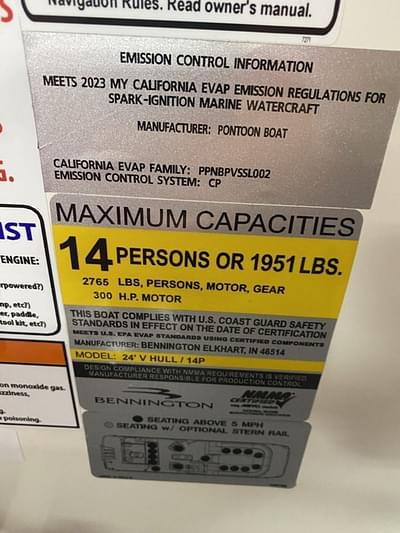 Navigation Rules. Read owner's manual.
7271
EMISSION CONTROL INFORMATION
MEETS 2023 MY CALIFORNIA EVAP EMISSION REGULATIONS FOR
SPARK-IGNITION MARINE WATERCRAFT
MANUFACTURER: PONTOON BOAT
CALIFORNIA EVAP FAMILY: PPNBPVSSL002
EMISSION CONTROL SYSTEM: CP
MAXIMUM CAPACITIES
14 PERSONS OR 1951 LBS.
2765 LBS, PERSONS, MOTOR, GEAR
300 H.P. MOTOR
THIS BOAT COMPLIES WITH U.S. COAST GUARD SAFETY
STANDARDS IN EFFECT ON THE DATE OF CERTIFICATION
MEETS U.S. EPA EVAP STANDARDS USING CERTIFIED COMPONENTS
MANUFACTURER: BENNINGTON ELKHART, IN 46514
MODEL: 24' V HULL / 14P
DESIGN COMPLIANCE WITH NMMA REQUIREMENTS IS VERIFIED.
MANUFACTURER RESPONSIBLE FOR PRODUCTION CONTROL.
BENNINGTON
NMMA
CERTIFIED
SEATING ABOVE 5 MPH
SEATING w/ OPTIONAL STERN RAIL
S
G.
IST
ENGINE:
rpowered?)
mp, etc?)
er, paddle,
tool kit, etc?)
on monoxide gas.
zziness,
g.
n poisoning.